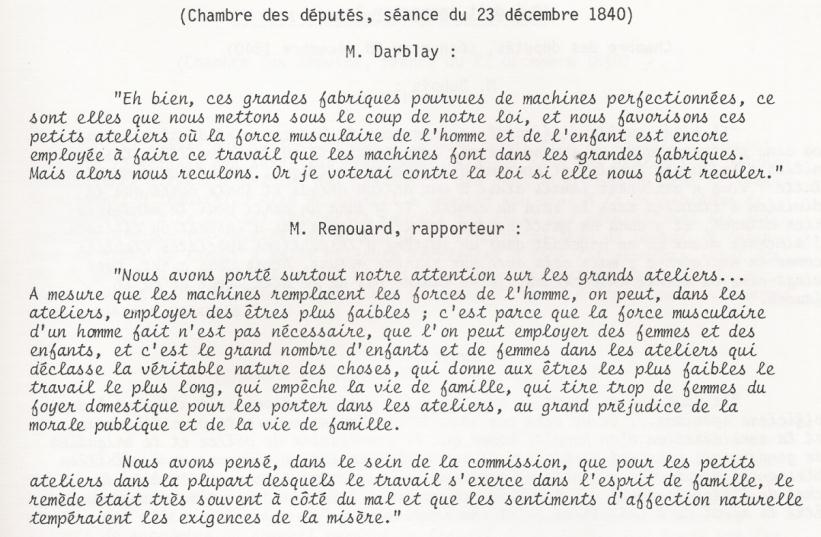 (Chambre des députés, séance du 23 décembre 1840)
M. Darblay :
"Eh bien, ces grandes fabriques pourvues de machines perfectionnées, ce
sont elles que nous mettons sous le coup de notre loi, et nous favorisons ces
petits ateliers où la force musculaire de l'homme et de l'enfant est encore
employée à faire ce travail que les machines font dans les grandes fabriques.
Mais alors nous reculons. Or je voterai contre la loi si elle nous fait reculer."
M. Renouard, rapporteur :
"Nous avons porté surtout notre attention sur les grands ateliers...
A mesure que les machines remplacent les forces de l'homme, on peut, dans les
ateliers, employer des êtres plus faibles ; c'est parce que la force musculaire
d'un homme fait n'est pas nécessaire, que l'on peut employer des femmes et des
enfants, et c'est le grand nombre d'enfants et de femmes dans les ateliers qui
déclasse la véritable nature des choses, qui donne aux êtres les plus faibles le
travail le plus long, qui empêche la vie de famille, qui tire trop de femmes du
foyer domestique pour les porter dans les ateliers, au grand préjudice de la
morale publique et de la vie de famille.
Nous avons pensé, dans le sein de la commission, que pour les petits
ateliers dans la plupart desquels le travail s'exerce dans l'esprit de famille, le
remède était très souvent à côté du mal et que les sentiments d'affection naturelle
tempéraient les exigences de la misère."